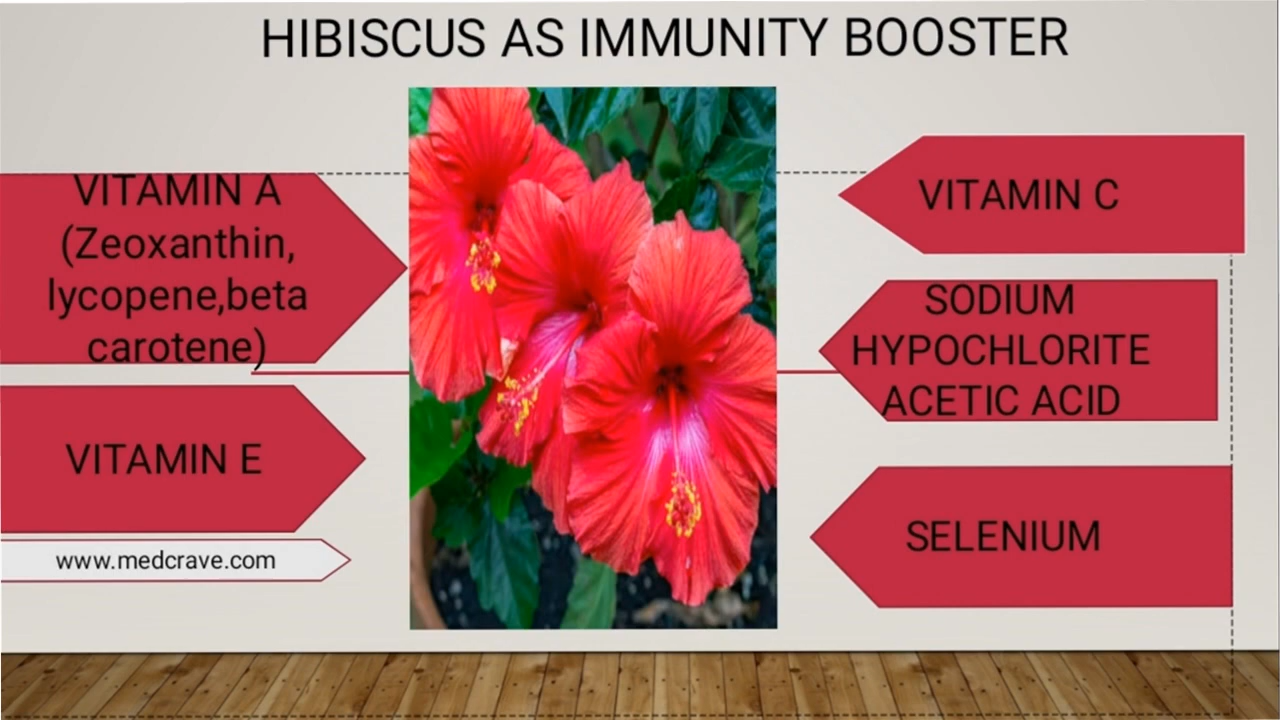 HIBISCUS AS IMMUNITY BOOSTER
VITAMIN A
(Zeoxanthin,
lycopene,beta
carotene)
VITAMIN E
www.medcrave.com
VITAMIN C
SODIUM
HYPOCHLORITE
ACETIC ACID
SELENIUM